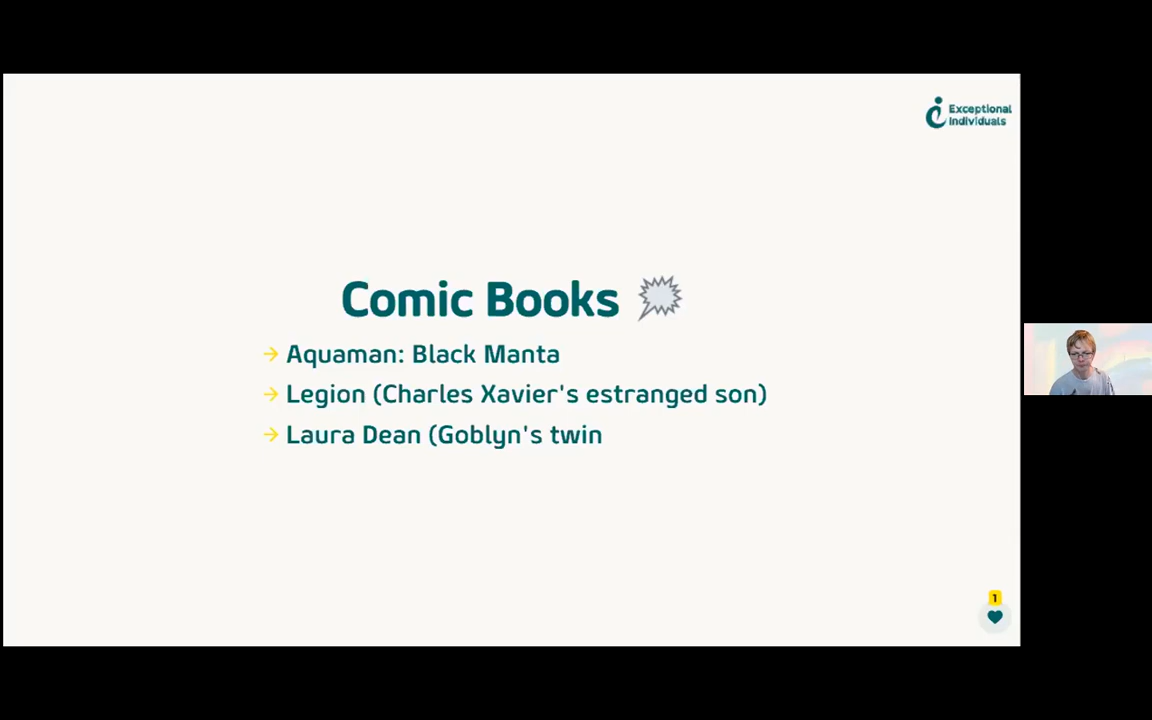 Exceptional
Individuals
Comic Books
→ Aquaman: Black Manta
→ Legion (Charles Xavier's estranged son)
→ Laura Dean (Goblyn's twin
1